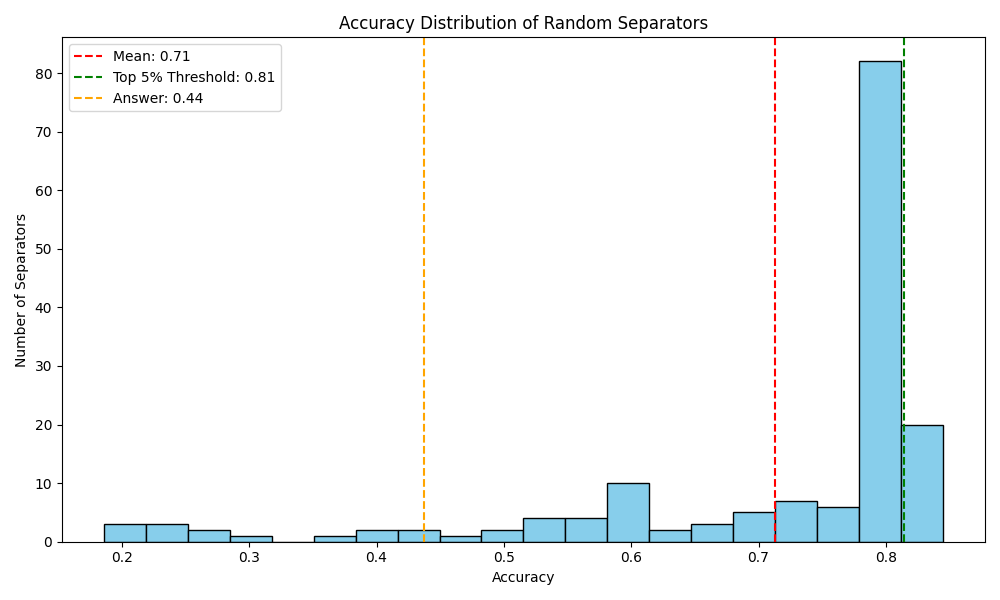 Accuracy Distribution of Random Separators
Mean: 0.71
Top 5% Threshold: 0.81
Answer: 0.44
Number of Separators
80
70
60
50
40
30
20
10
0
0.2 0.3 0.4 0.5 0.6 0.7 0.8
Accuracy